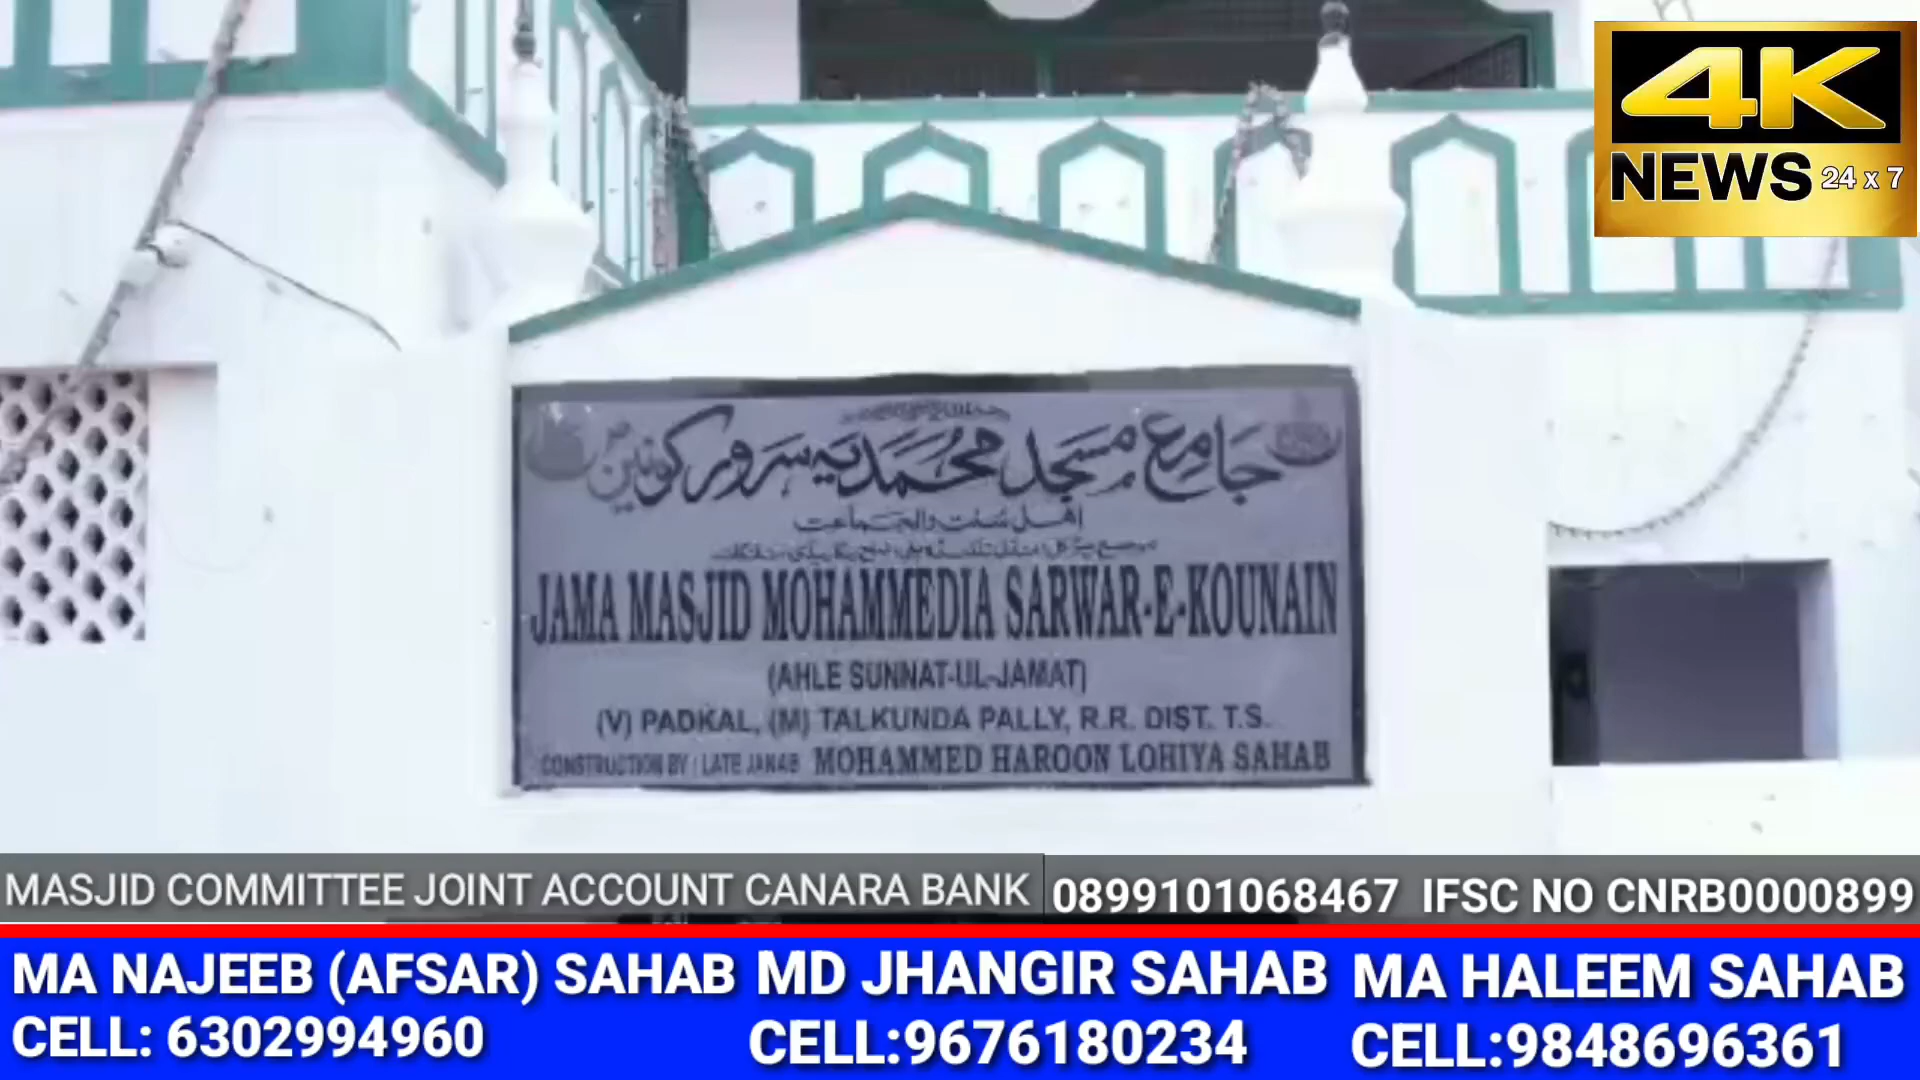 4K
NEWS 24 x 7
جامع مسجد محمدیہ سرور کونین
اهل سنت والجماعت
JAMA MASJID MOHAMMEDIA SARWAR-E-KOUNAIN
(AHLE SUNNAT-UL-JAMAT)
(V) PADKAL, (M) TALKUNDA PALLY, R.R. DIST. T.S.
CONSTRUCTION BY : LATE JANAB MOHAMMED HAROON LOHIYA SAHAB
MASJID COMMITTEE JOINT ACCOUNT CANARA BANK 0899101068467 IFSC NO CNRB0000899
MA NAJEEB (AFSAR) SAHAB MD JHANGIR SAHAB MA HALEEM SAHAB
CELL: 6302994960 CELL:9676180234 CELL:9848696361